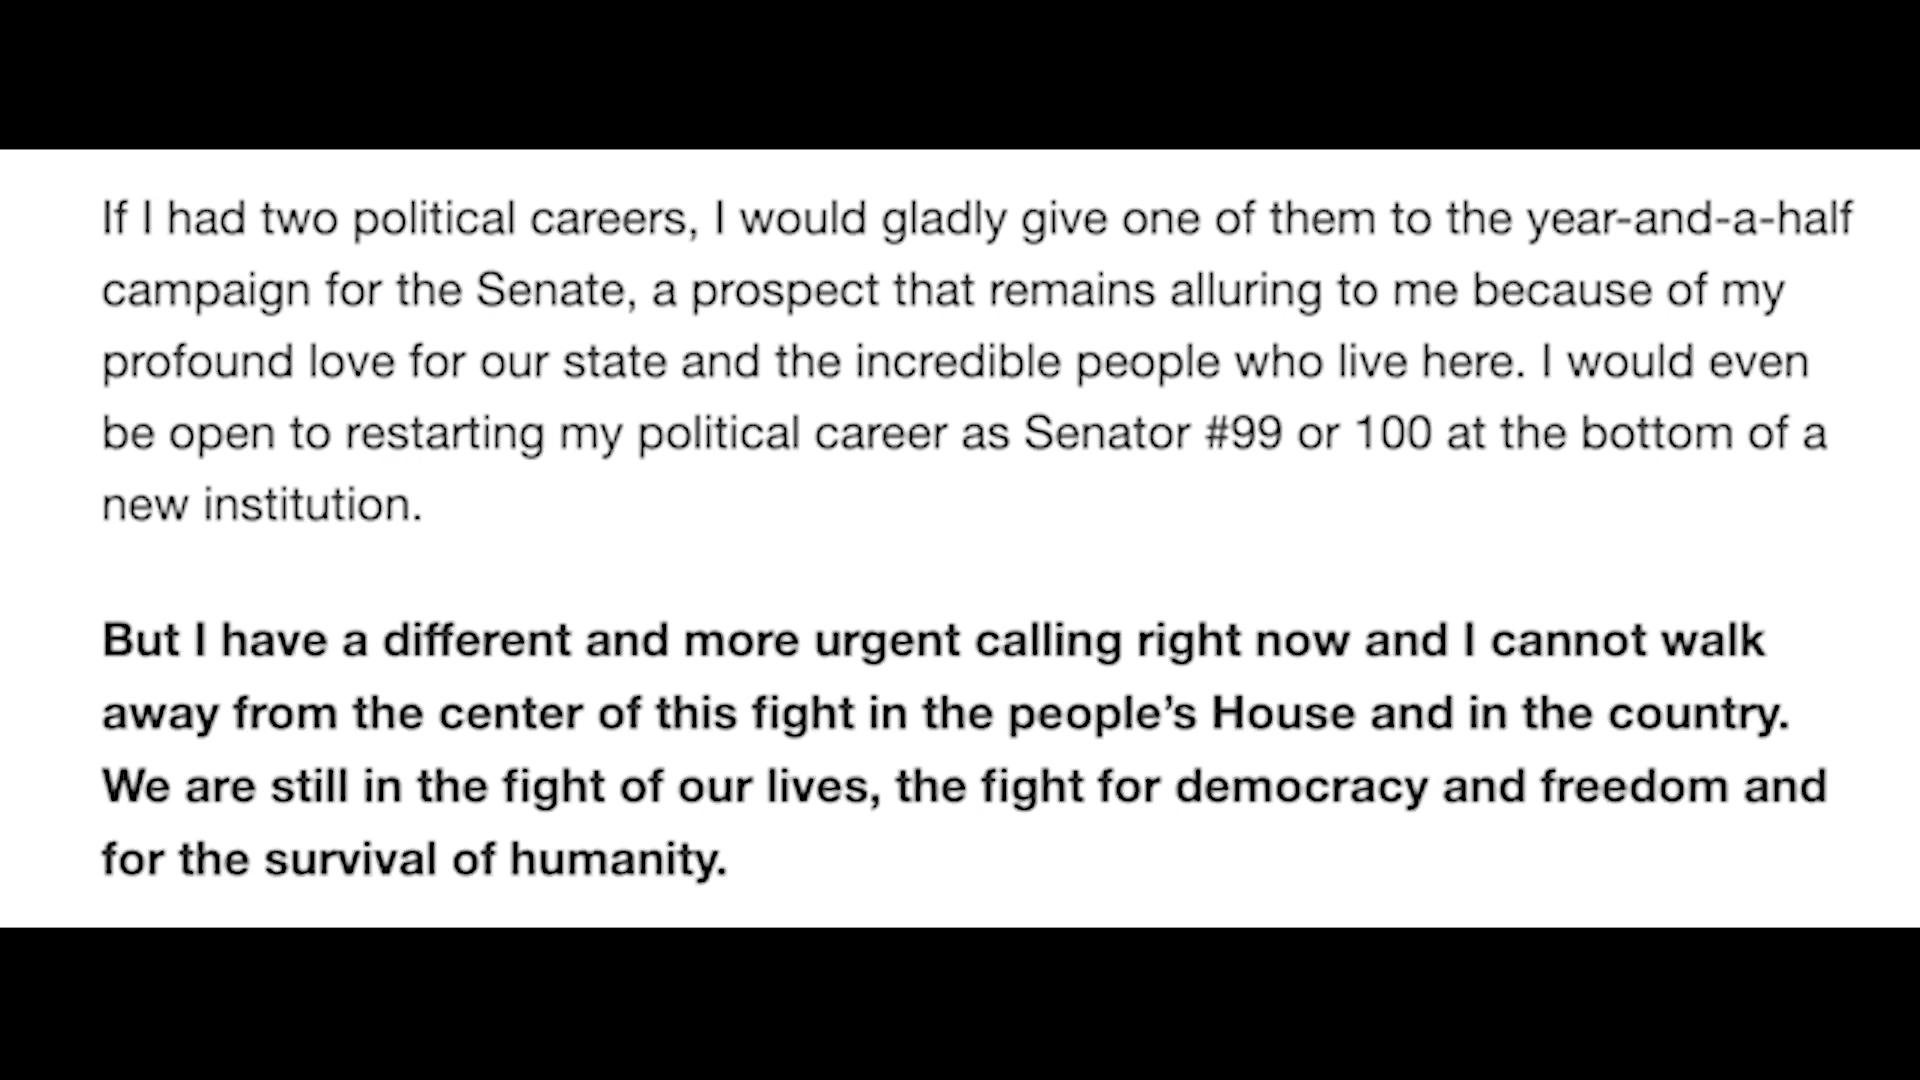 If I had two political careers, I would gladly give one of them to the year-and-a-half
campaign for the Senate, a prospect that remains alluring to me because of my
profound love for our state and the incredible people who live here. I would even
be open to restarting my political career as Senator #99 or 100 at the bottom of a
new institution.
But I have a different and more urgent calling right now and I cannot walk
away from the center of this fight in the people’s House and in the country.
We are still in the fight of our lives, the fight for democracy and freedom and
for the survival of humanity.